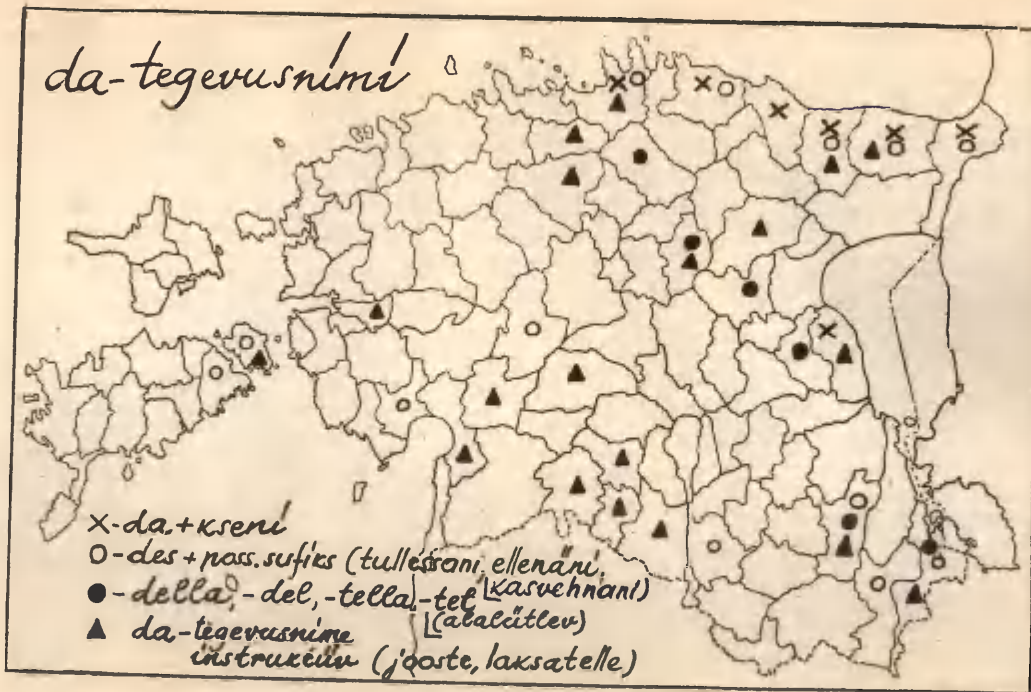 da-tegevusnimi
X-da + kseni
O-des + poss. sufiks (tullessani, ellenäni,
kasvehnani)
●-della, -del, -tella, -tel
▲ da-tegevusnime
instruktiiv (jooste, laksatelle)